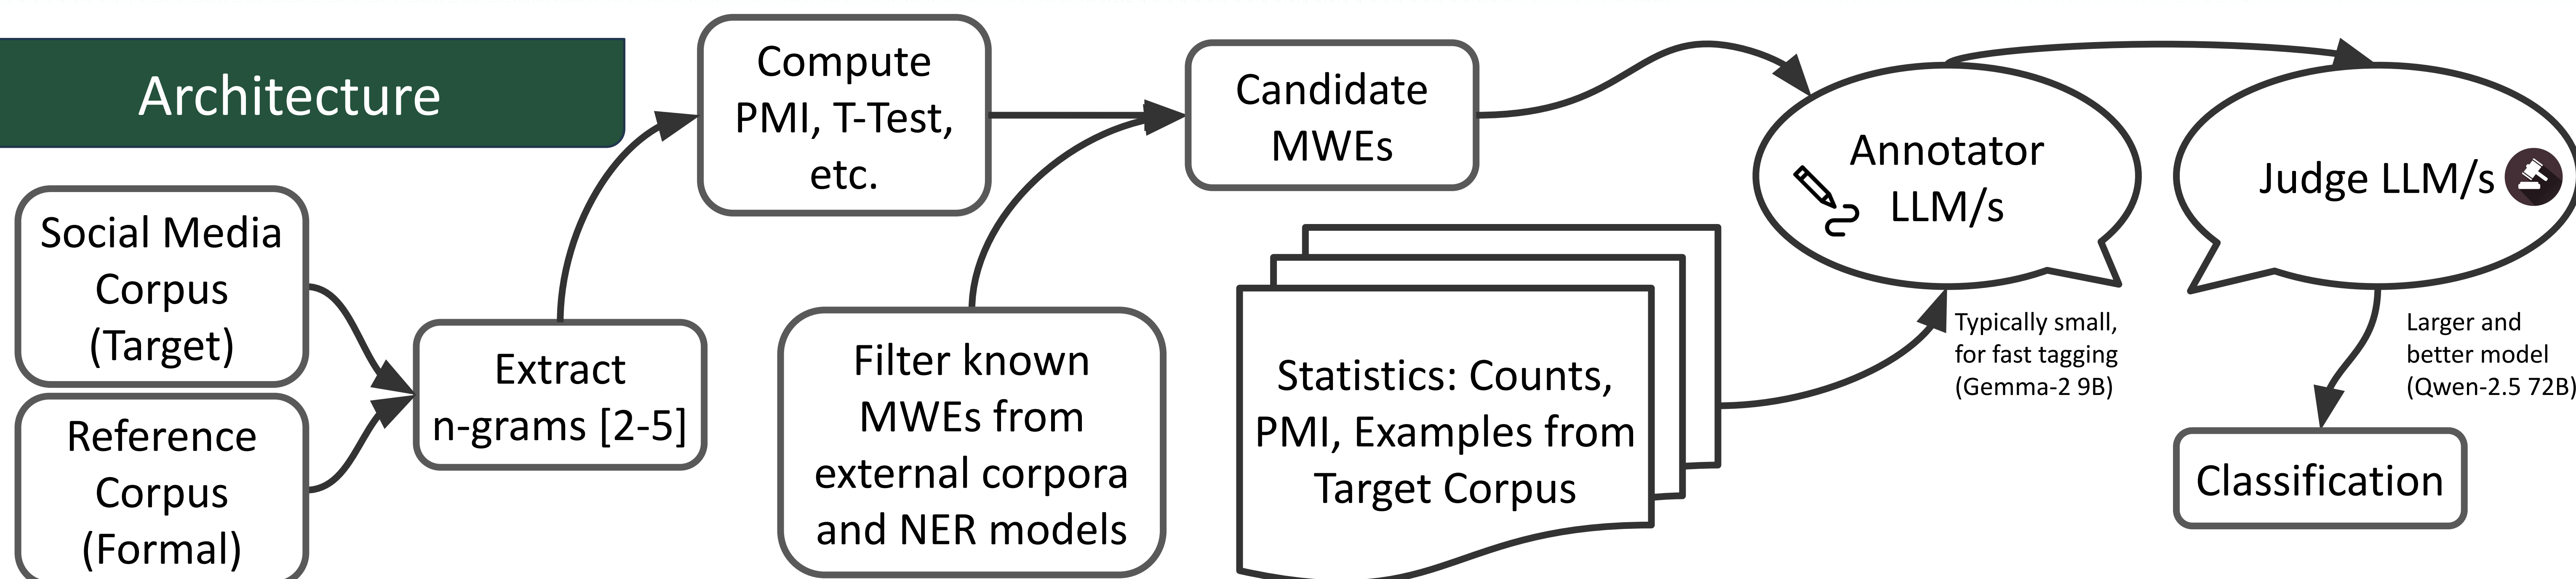 Architecture
Social Media
Corpus
(Target)
Reference
Corpus
(Formal)
Extract
n-grams [2-5]
Compute
PMI, T-Test,
etc.
Filter known
MWEs from
external corpora
and NER models
Candidate
MWEs
Statistics: Counts,
PMI, Examples from
Target Corpus
Annotator
LLM/s
Typically small,
for fast tagging
(Gemma-2 9B)
Judge LLM/s
Larger and
better model
(Qwen-2.5 72B)
Classification